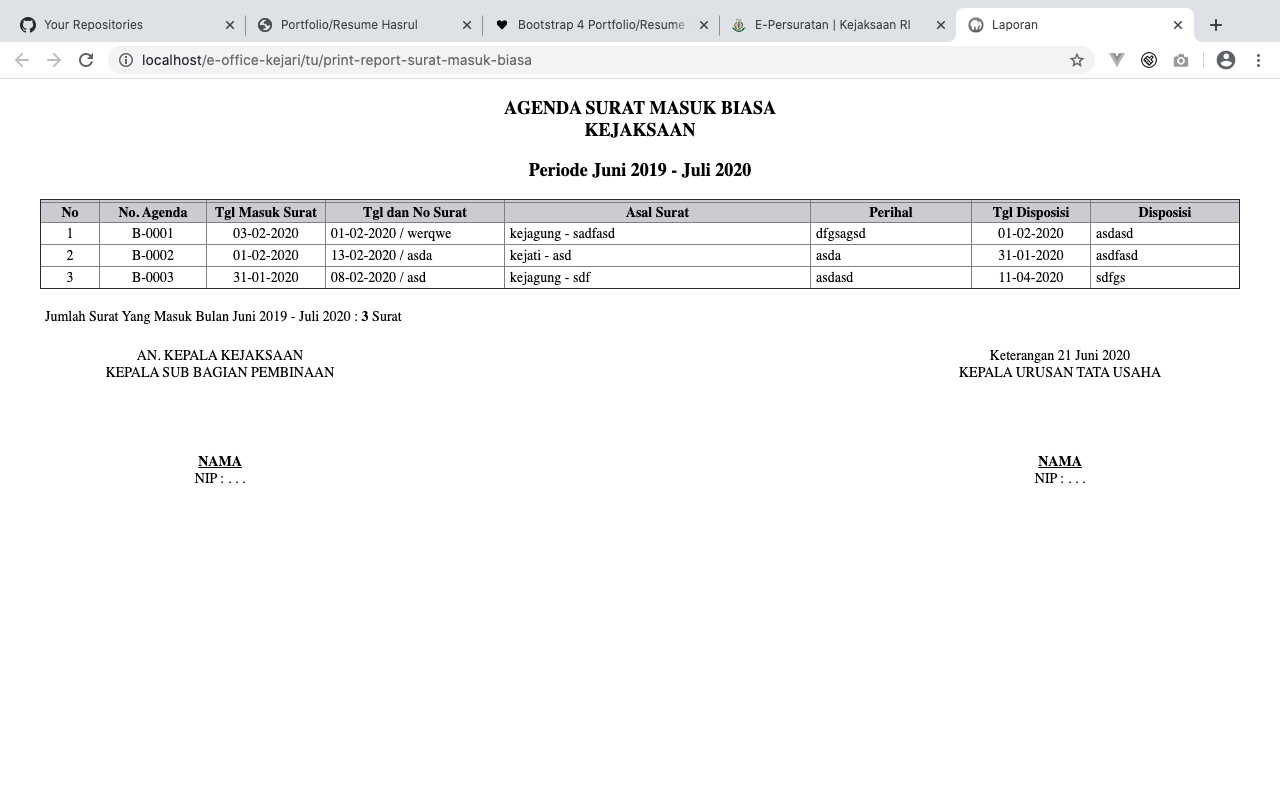 Your Repositories
Portfolio/Resume Hasrul
Bootstrap 4 Portfolio/Resume
E-Persuratan | Kejaksaan RI
Laporan
localhost/e-office-kejari/tu/print-report-surat-masuk-biasa
AGENDA SURAT MASUK BIASA
KEJAKSAAN
Periode Juni 2019 - Juli 2020
No No. Agenda Tgl Masuk Surat Tgl dan No Surat Asal Surat Perihal Tgl Disposisi Disposisi
1 B-0001 03-02-2020 01-02-2020 / werqwe kejagung - sadfasd dfgsagsd 01-02-2020 asdasd
2 B-0002 01-02-2020 13-02-2020 / asda kejati - asd asda 31-01-2020 asdfasd
3 B-0003 31-01-2020 08-02-2020 / asd kejagung - sdf asdasd 11-04-2020 sdfgs
Jumlah Surat Yang Masuk Bulan Juni 2019 - Juli 2020 : 3 Surat
AN. KEPALA KEJAKSAAN
KEPALA SUB BAGIAN PEMBINAAN
NAMA
NIP : . . .
Keterangan 21 Juni 2020
KEPALA URUSAN TATA USAHA
NAMA
NIP : . . .